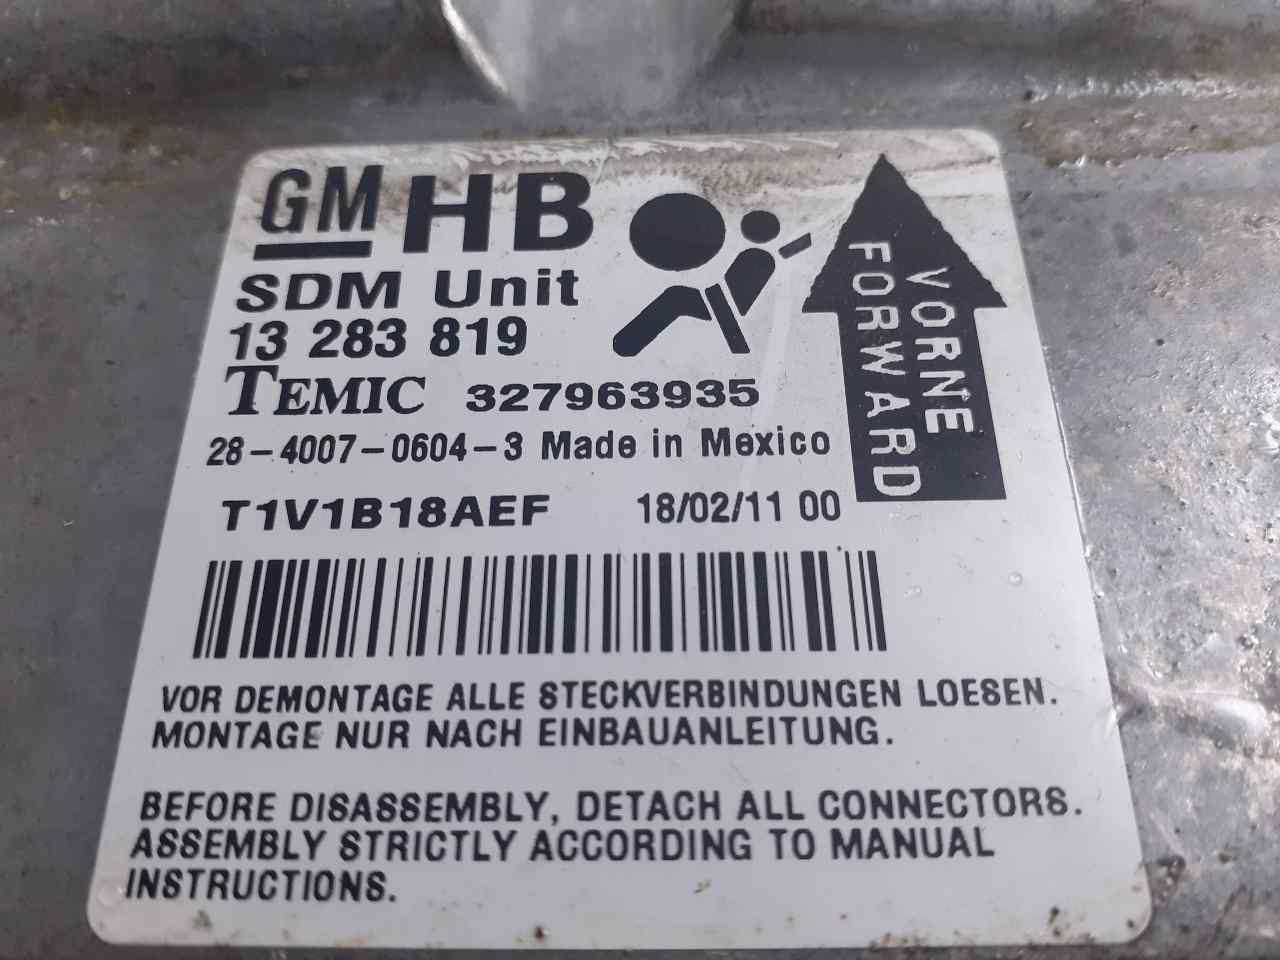 GM HB
SDM Unit
13 283 819
TEMIC 327963935
28-4007-0604-3 Made in Mexico
T1V1B18AEF 18/02/11 00
VORNE
FORWARD
VOR DEMONTAGE ALLE STECKVERBINDUNGEN LOESEN.
MONTAGE NUR NACH EINBAUANLEITUNG.
BEFORE DISASSEMBLY, DETACH ALL CONNECTORS.
ASSEMBLY STRICTLY ACCORDING TO MANUAL
INSTRUCTIONS.